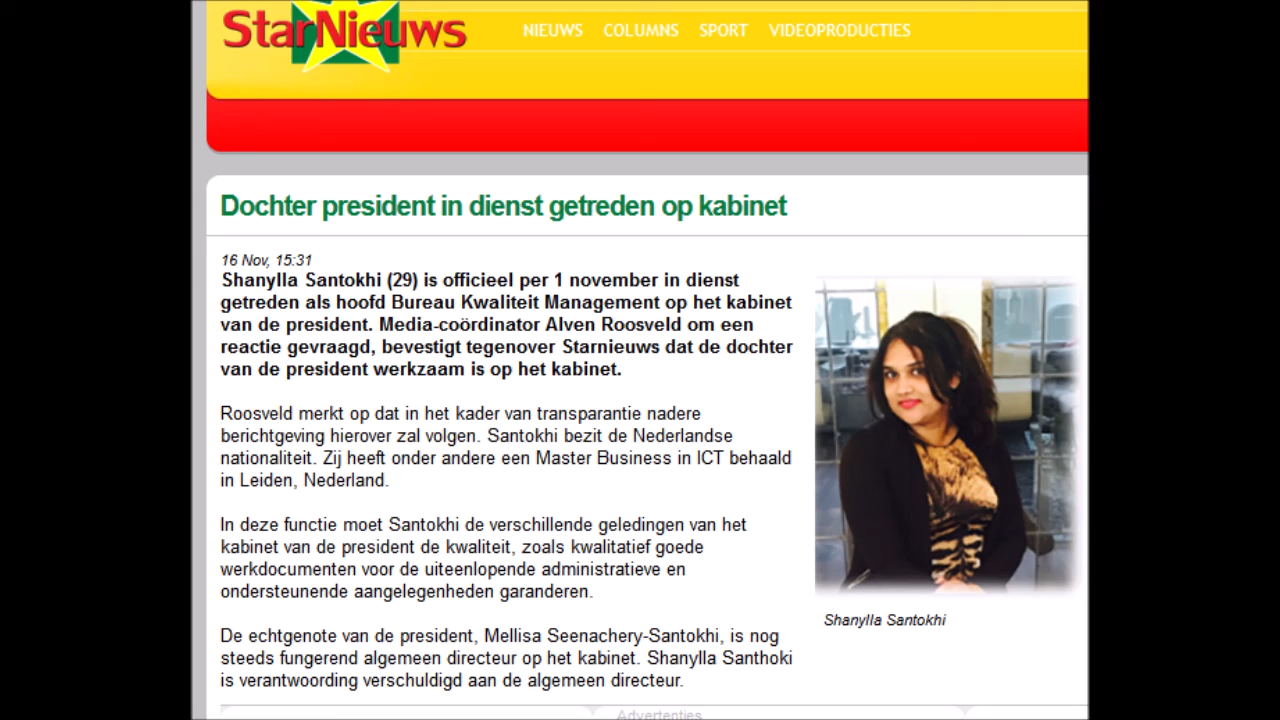 StarNieuws
NIEUWS COLUMNS SPORT VIDEOPRODUCTIES
Dochter president in dienst getreden op kabinet
16 Nov, 15:31
Shanylla Santokhi (29) is officieel per 1 november in dienst
getreden als hoofd Bureau Kwaliteit Management op het kabinet
van de president. Media-coördinator Alven Roosveld om een
reactie gevraagd, bevestigt tegenover Starnieuws dat de dochter
van de president werkzaam is op het kabinet.
Roosveld merkt op dat in het kader van transparantie nadere
berichtgeving hierover zal volgen. Santokhi bezit de Nederlandse
nationaliteit. Zij heeft onder andere een Master Business in ICT behaald
in Leiden, Nederland.
In deze functie moet Santokhi de verschillende geledingen van het
kabinet van de president de kwaliteit, zoals kwalitatief goede
werkdocumenten voor de uiteenlopende administratieve en
ondersteunende aangelegenheden garanderen.
De echtgenote van de president, Mellisa Seenachery-Santokhi, is nog
steeds fungerend algemeen directeur op het kabinet. Shanylla Santhoki
is verantwoording verschuldigd aan de algemeen directeur.
Shanylla Santokhi
Advertenties